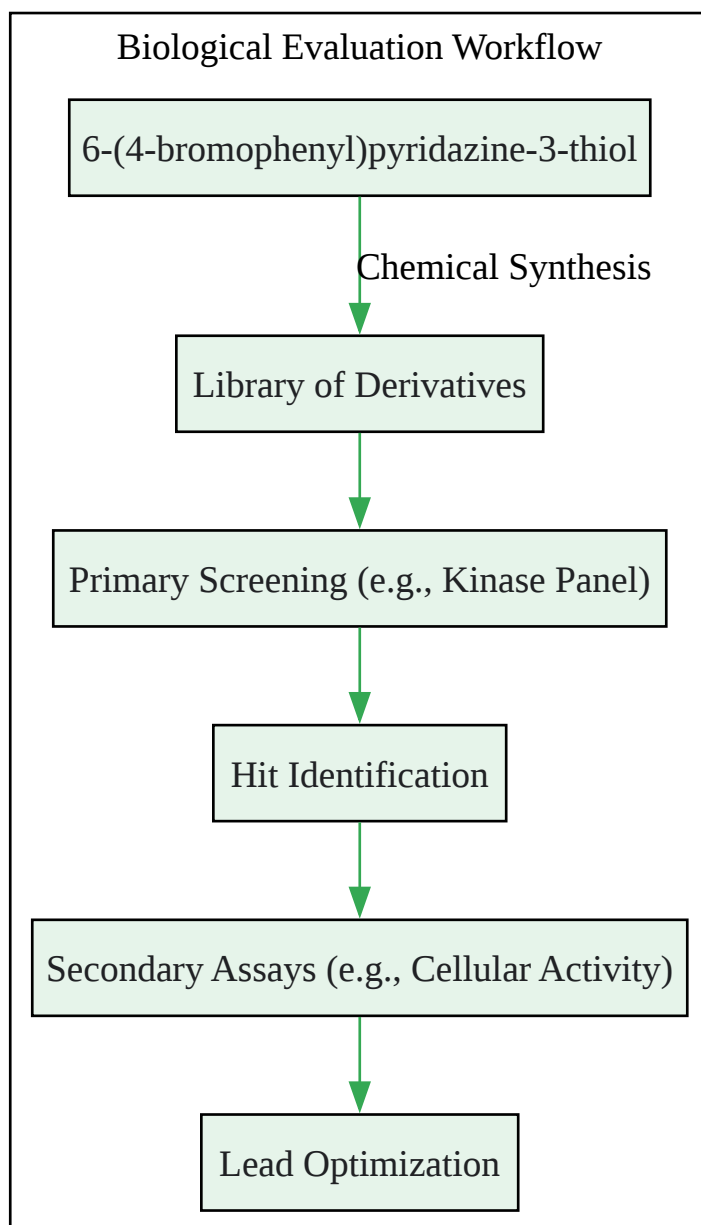 Biological Evaluation Workflow
6-(4-bromophenyl)pyridazine-3-thiol
Chemical Synthesis
Library of Derivatives
Primary Screening (e.g., Kinase Panel)
Hit Identification
Secondary Assays (e.g., Cellular Activity)
Lead Optimization